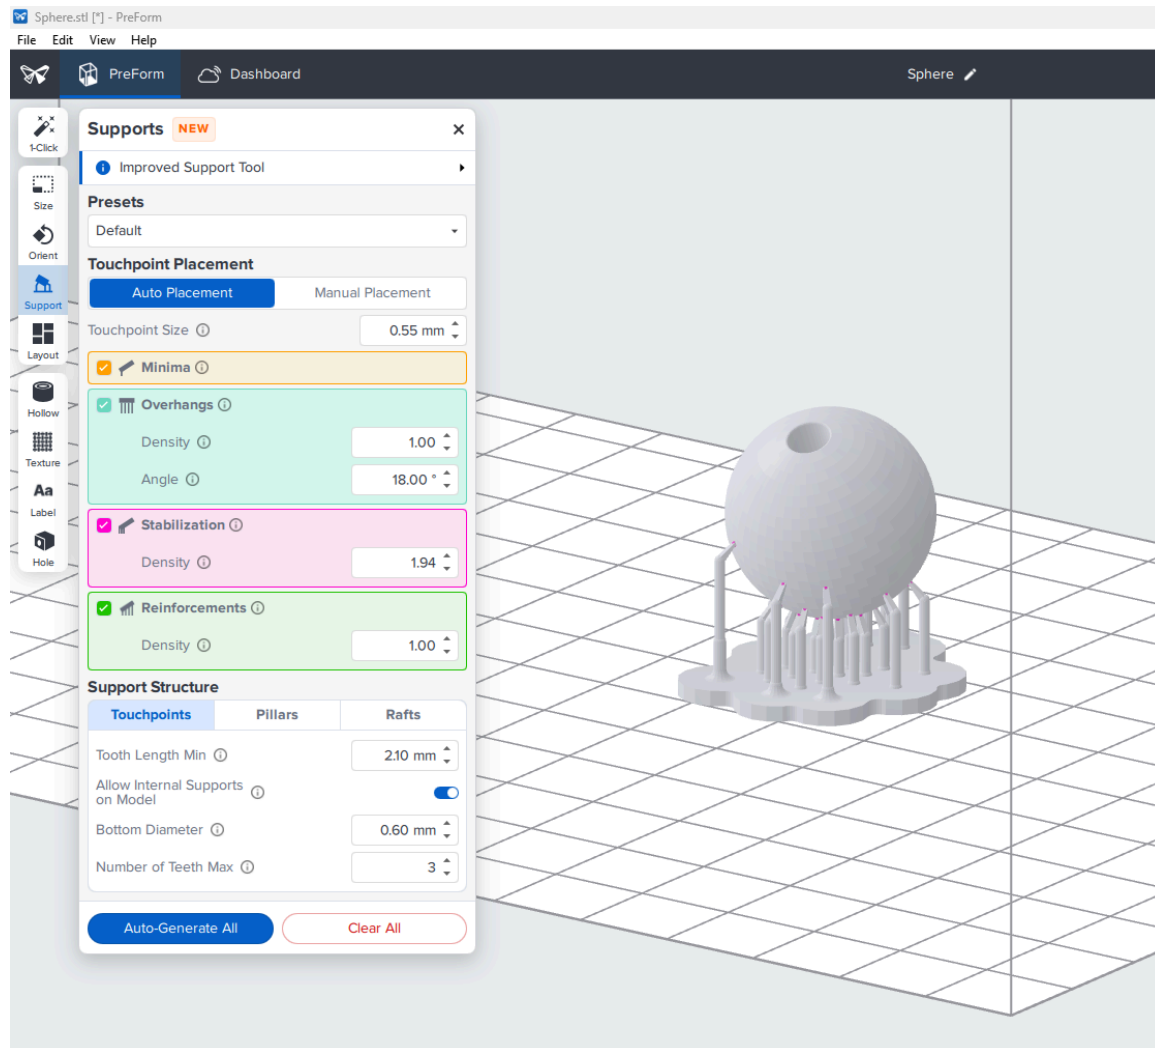 Sphere.stl [*] - PreForm
File Edit View Help
PreForm Dashboard Sphere
1-Click
Size
Orient
Support
Layout
Hollow
Texture
Aa
Label
Hole
Supports NEW
Improved Support Tool
Presets
Default
Touchpoint Placement
Auto Placement Manual Placement
Touchpoint Size 0.55 mm
Minima
Overhangs
Density 1.00
Angle 18.00 °
Stabilization
Density 1.94
Reinforcements
Density 1.00
Support Structure
Touchpoints Pillars Rafts
Tooth Length Min 2.10 mm
Allow Internal Supports
on Model
Bottom Diameter 0.60 mm
Number of Teeth Max 3
Auto-Generate All Clear All